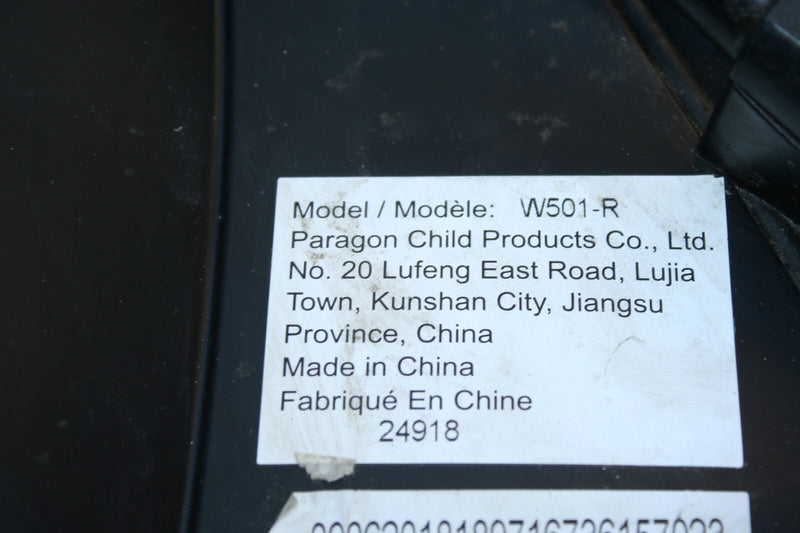 Model / Modèle: W501-R
Paragon Child Products Co., Ltd.
No. 20 Lufeng East Road, Lujia
Town, Kunshan City, Jiangsu
Province, China
Made in China
Fabriqué En Chine
24918